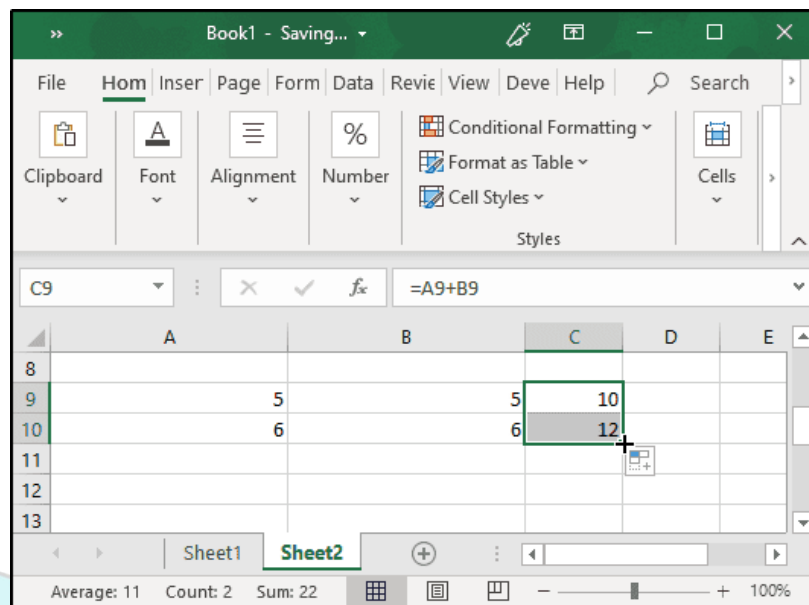 Book1 - Saving...
File Hom Inser Page Form Data Revie View Deve Help Search
Conditional Formatting
Format as Table
Cell Styles
Clipboard Font Alignment Number Cells
Styles
C9 fx =A9+B9
A B C D E
8
9 5 5 10
10 6 6 12
11
12
13
Sheet1 Sheet2
Average: 11 Count: 2 Sum: 22 100%